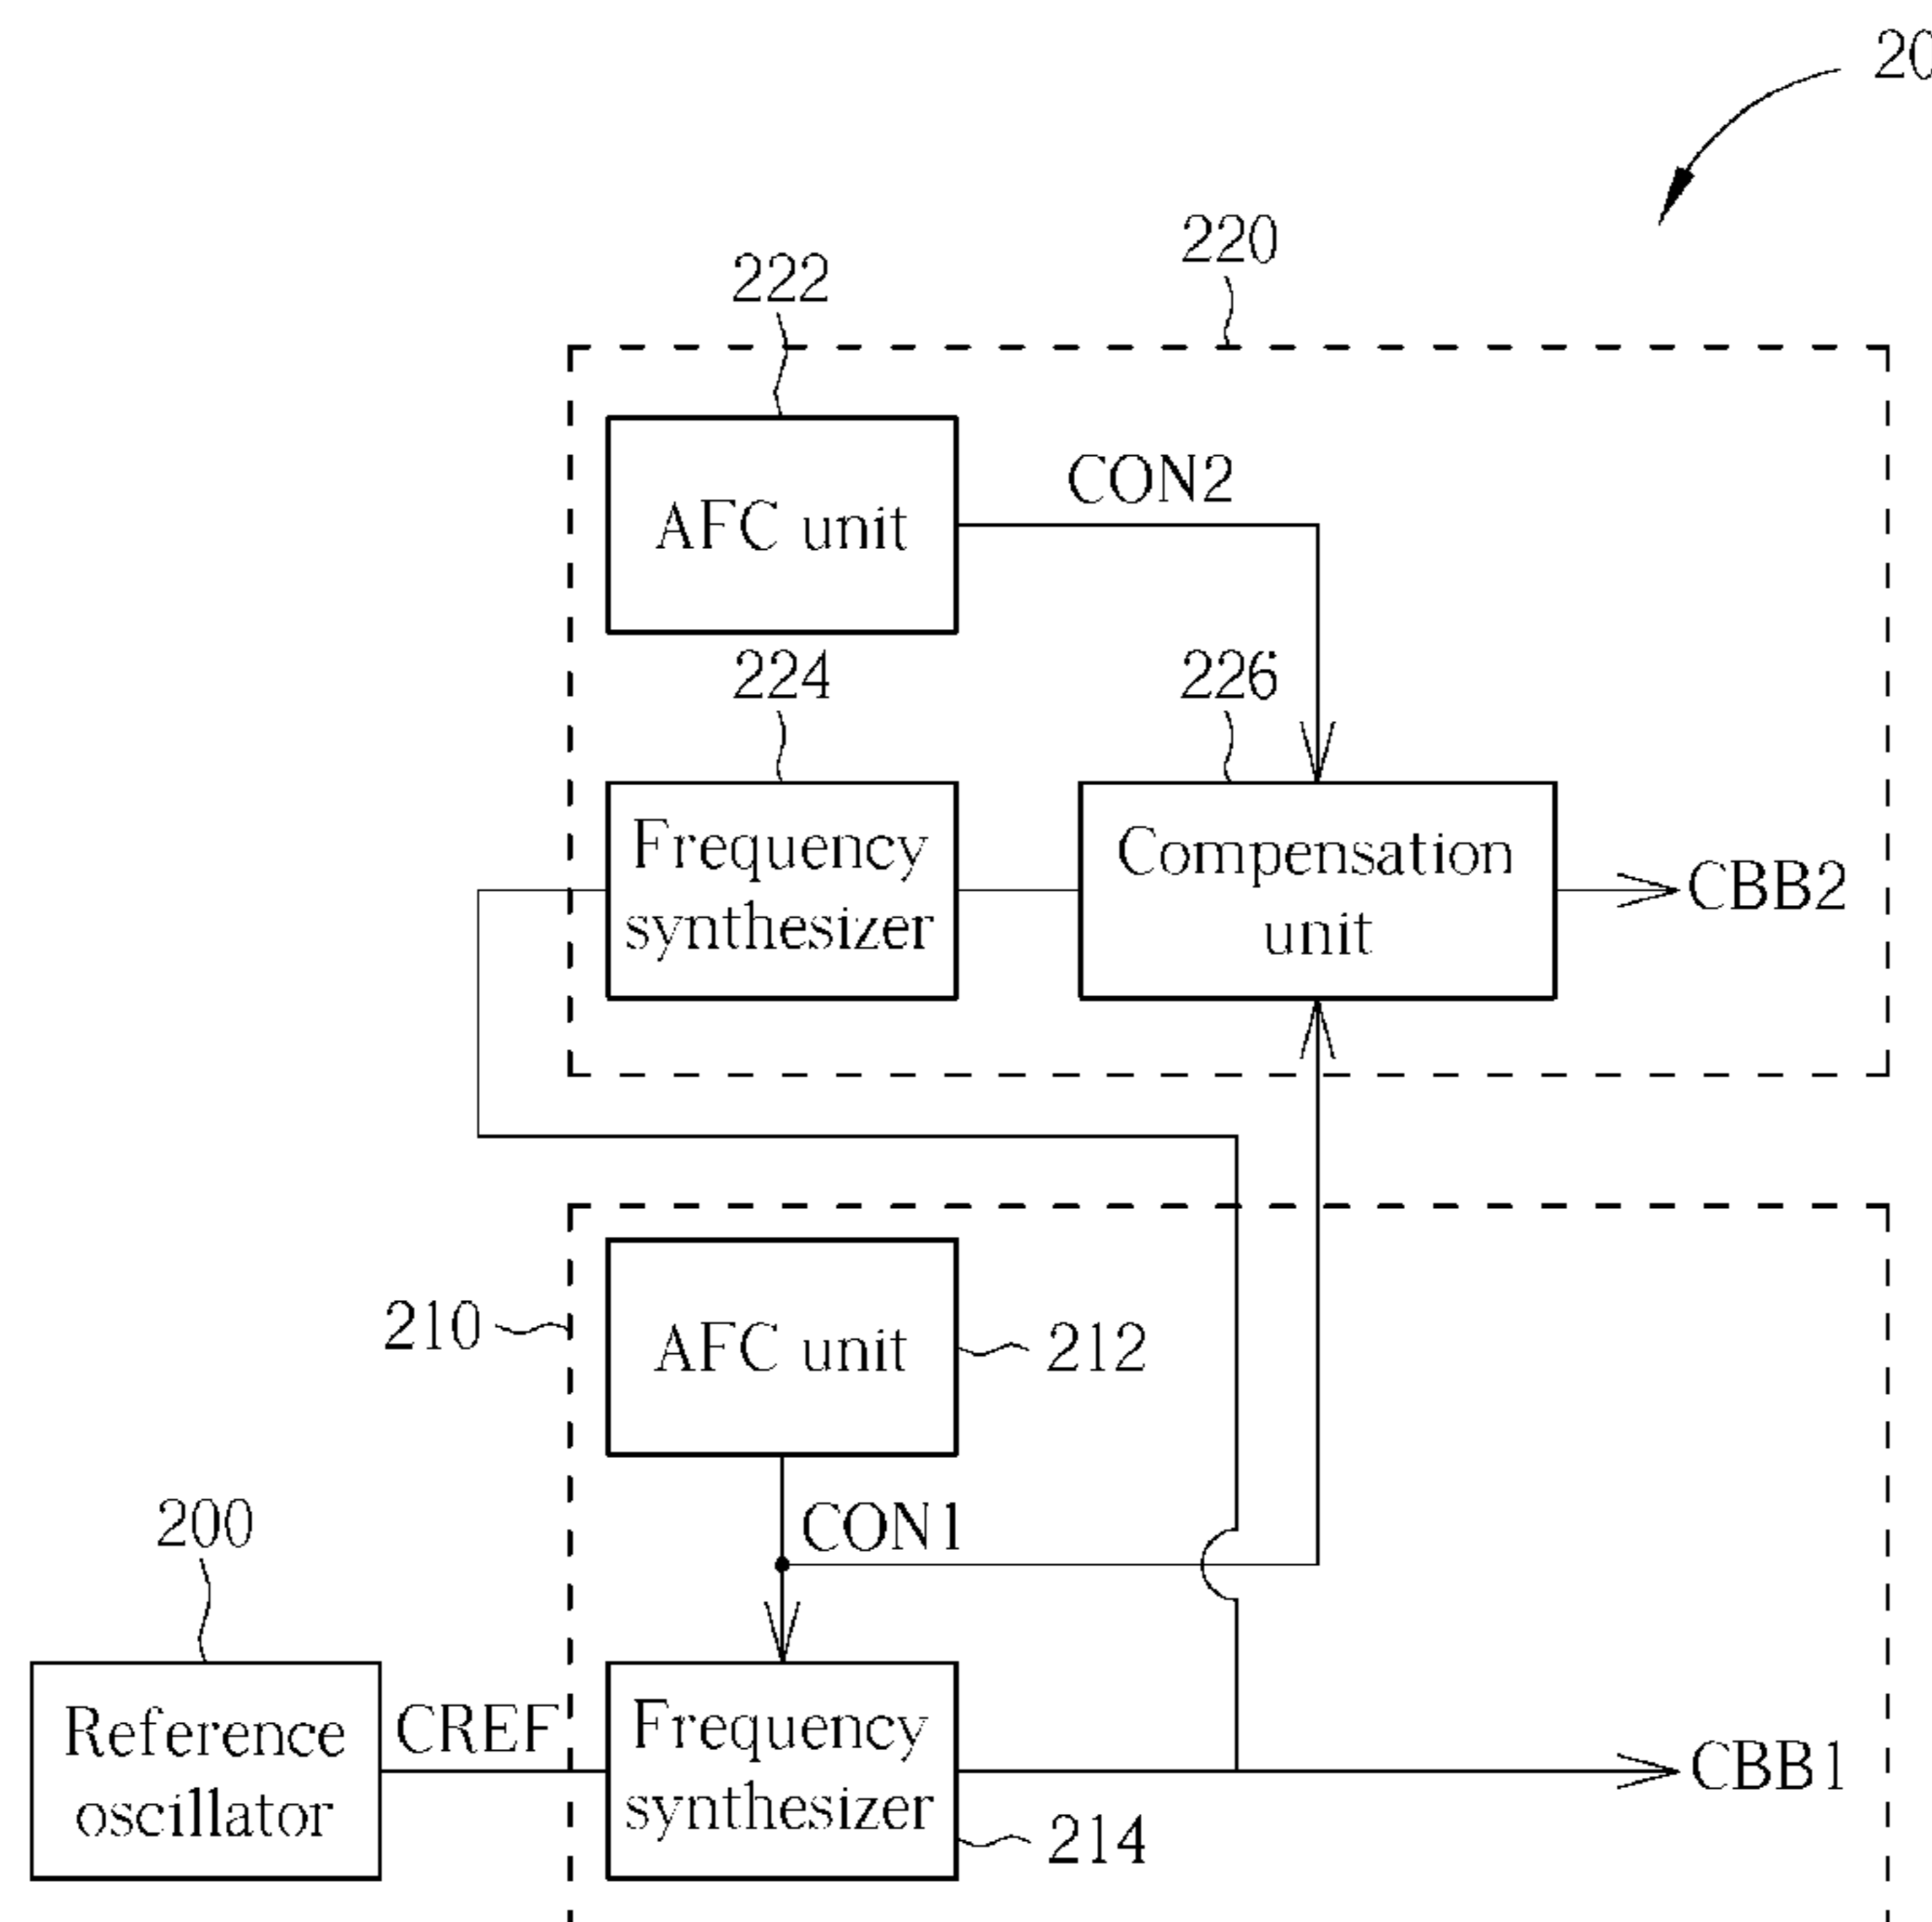 20
220
222
AFC unit
CON2
224
226
Frequency
synthesizer
Compensation
unit
CBB2
210
AFC unit
212
CON1
200
Reference
oscillator
CREF
Frequency
synthesizer
CBB1
214